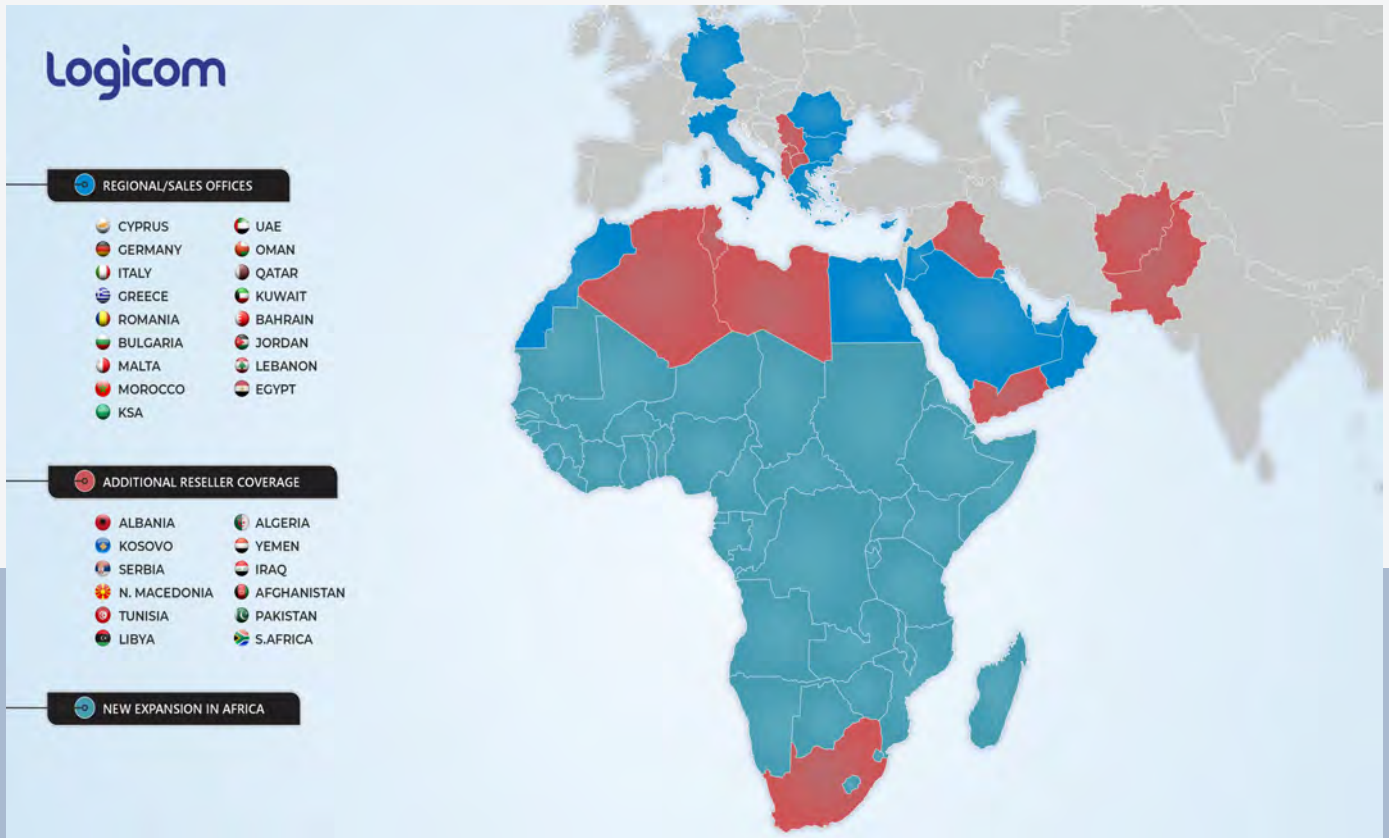 Logicom
REGIONAL/SALES OFFICES
CYPRUS
GERMANY
ITALY
GREECE
ROMANIA
BULGARIA
MALTA
MOROCCO
KSA
UAE
OMAN
QATAR
KUWAIT
BAHRAIN
JORDAN
LEBANON
EGYPT
ADDITIONAL RESELLER COVERAGE
ALBANIA
KOSOVO
SERBIA
N. MACEDONIA
TUNISIA
LIBYA
ALGERIA
YEMEN
IRAQ
AFGHANISTAN
PAKISTAN
S.AFRICA
NEW EXPANSION IN AFRICA